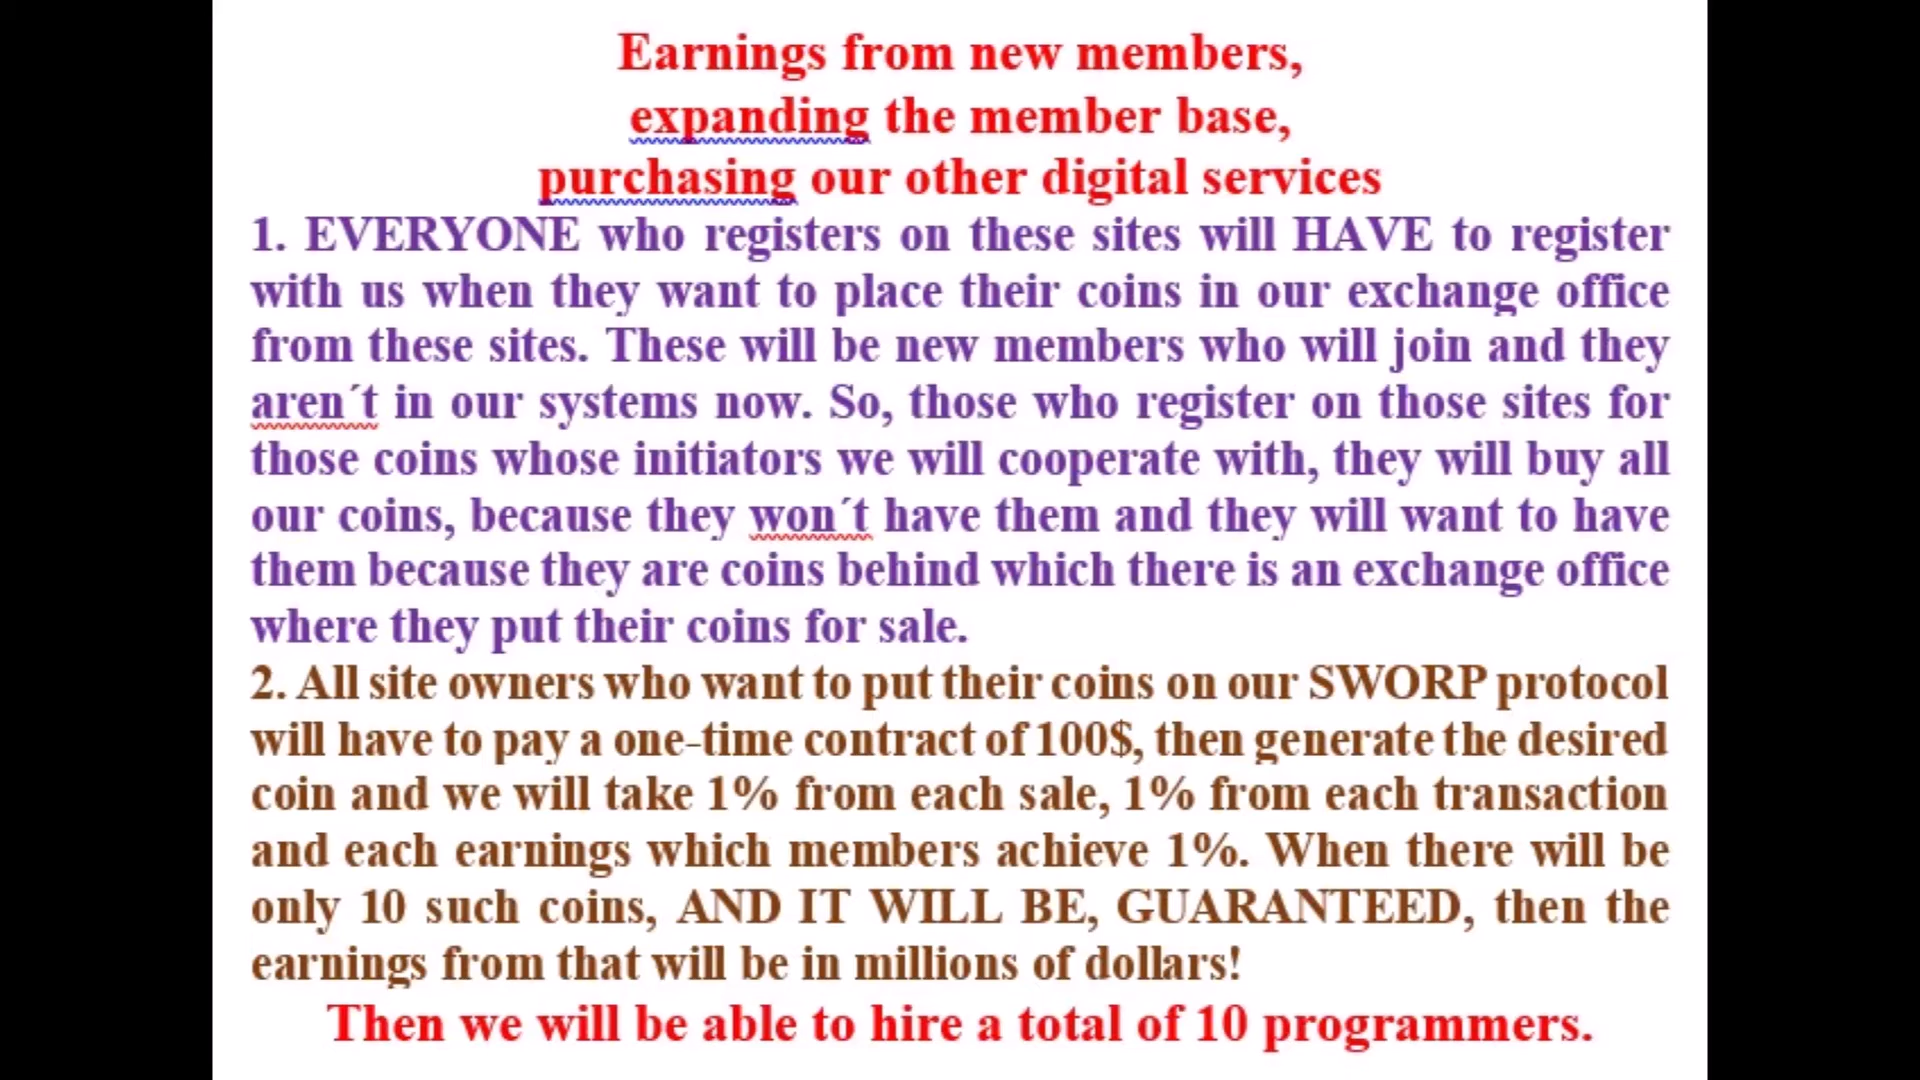 Earnings from new members,
expanding the member base,
purchasing our other digital services
1. EVERYONE who registers on these sites will HAVE to register
with us when they want to place their coins in our exchange office
from these sites. These will be new members who will join and they
aren´t in our systems now. So, those who register on those sites for
those coins whose initiators we will cooperate with, they will buy all
our coins, because they won´t have them and they will want to have
them because they are coins behind which there is an exchange office
where they put their coins for sale.
2. All site owners who want to put their coins on our SWORP protocol
will have to pay a one-time contract of 100$, then generate the desired
coin and we will take 1% from each sale, 1% from each transaction
and each earnings which members achieve 1%. When there will be
only 10 such coins, AND IT WILL BE, GUARANTEED, then the
earnings from that will be in millions of dollars!
Then we will be able to hire a total of 10 programmers.